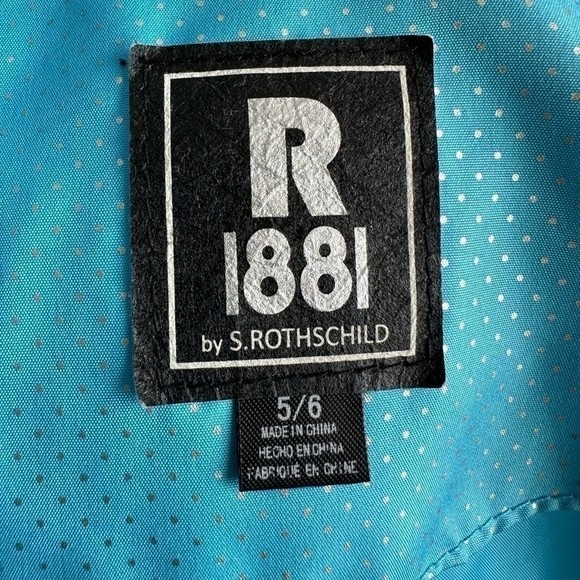 R
1881
by S.ROTHSCHILD
5/6
MADE IN CHINA
HECHO EN CHINA
FABRIQUÉ EN CHINE